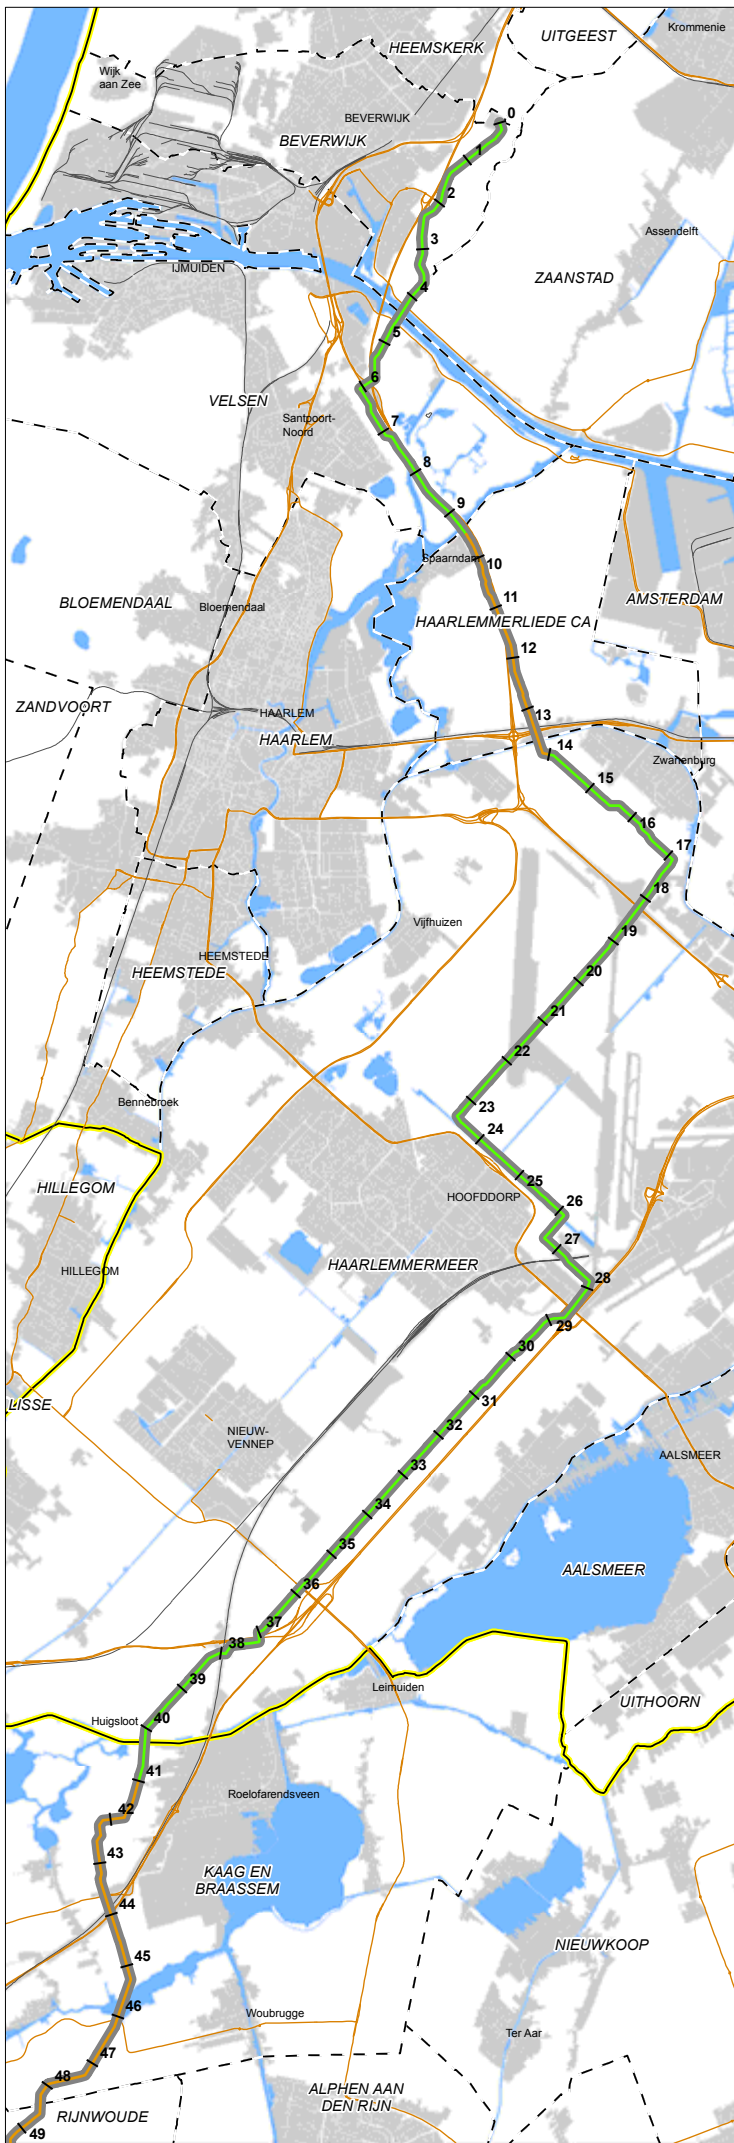 Krommenie
UITGEEST
HEEMSKERK
Wijk
aan Zee
0
BEVERWIJK
BEVERWIJK
1
2
Assendelft
3
IJMUIDEN
ZAANSTAD
4
5
6
VELSEN
Santpoort-
Noord
7
8
9
Spaarndam
10
BLOEMENDAAL
Bloemendaal
11
AMSTERDAM
HAARLEMMERLIEDE CA
12
ZANDVOORT
HAARLEM
13
HAARLEM
14
Zwanenburg
15
16
17
18
Vijfhuizen
19
HEEMSTEDE
HEEMSTEDE
20
21
22
Bennebroek
23
24
25
HILLEGOM
HOOFDDORP
26
27
HAARLEMMERMEER
HILLEGOM
28
29
30
LISSE
31
32
NIEUW-
VENNEP
AALSMEER
33
34
35
AALSMEER
36
37
38
39
Leimuiden
UITHOORN
Huigsloot
40
41
Roelofarendsveen
42
43
KAAG EN
BRAASSEM
44
45
NIEUWKOOP
46
Woubrugge
Ter Aar
47
48
ALPHEN AAN
DEN RIJN
RIJNWOUDE
49